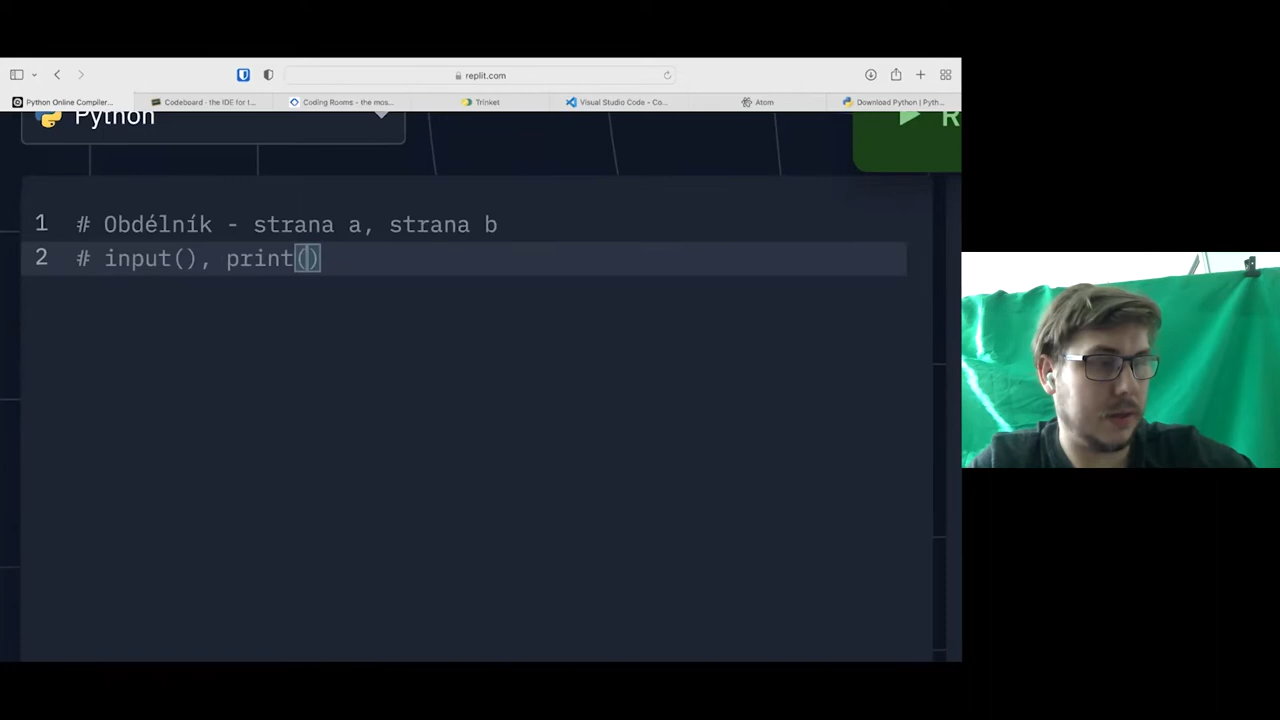 replit.com
Python Online Compiler...
Codeboard - the IDE for t...
Coding Rooms - the mos...
Trinket
Visual Studio Code - Co...
Atom
Download Python | Pyth...
Python
R
1 # Obdélník - strana a, strana b
2 # input(), print()